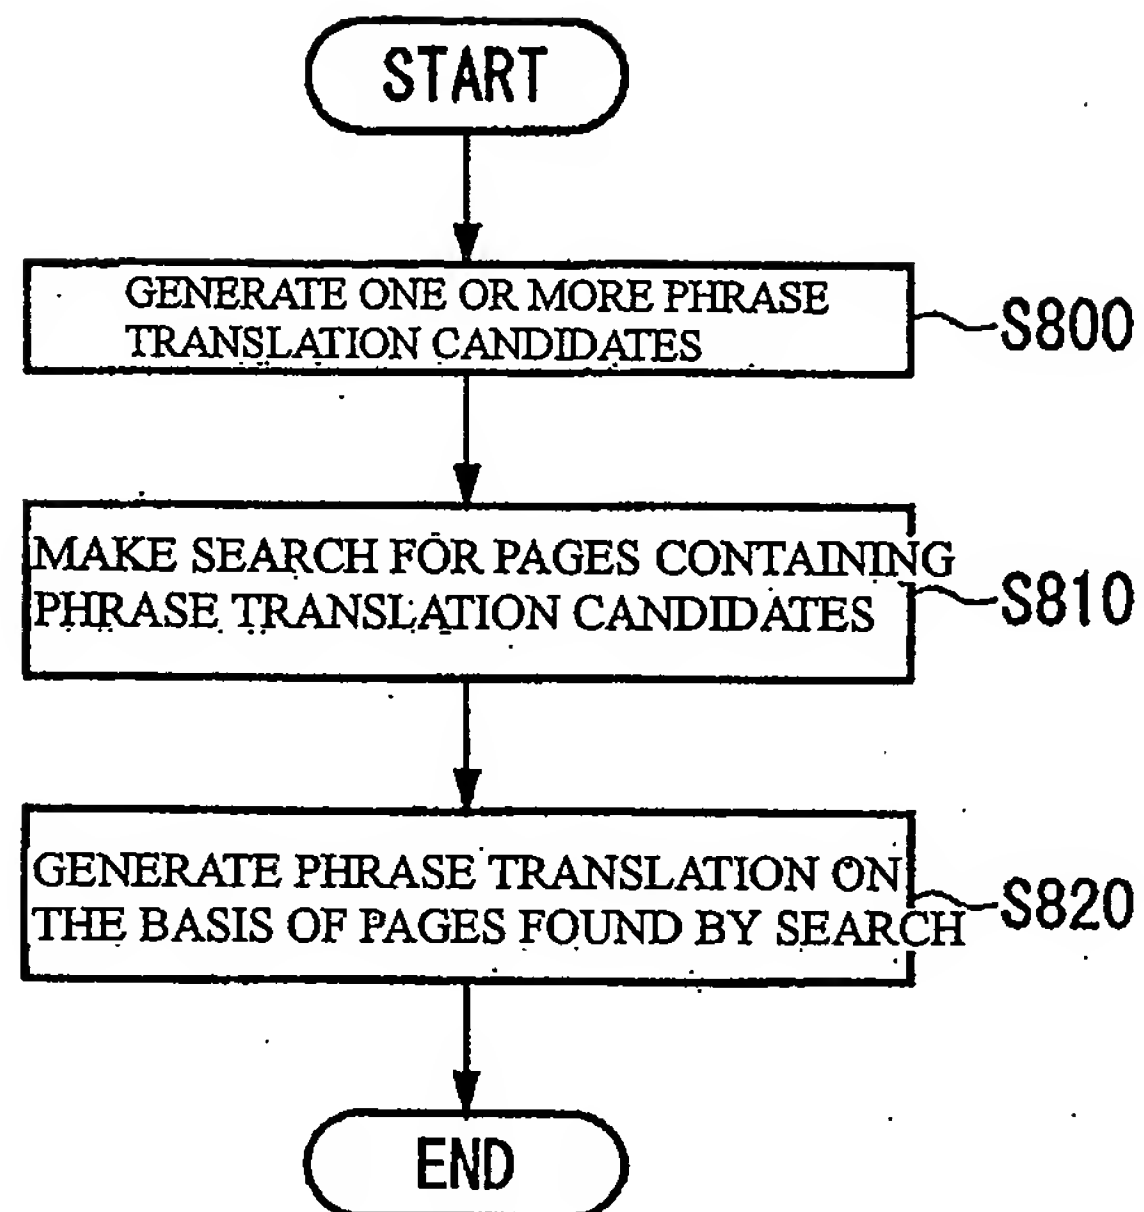 START
GENERATE ONE OR MORE PHRASE
TRANSLATION CANDIDATES
S800
MAKE SEARCH FOR PAGES CONTAINING
PHRASE TRANSLATION CANDIDATES
S810
GENERATE PHRASE TRANSLATION ON
THE BASIS OF PAGES FOUND BY SEARCH
S820
END